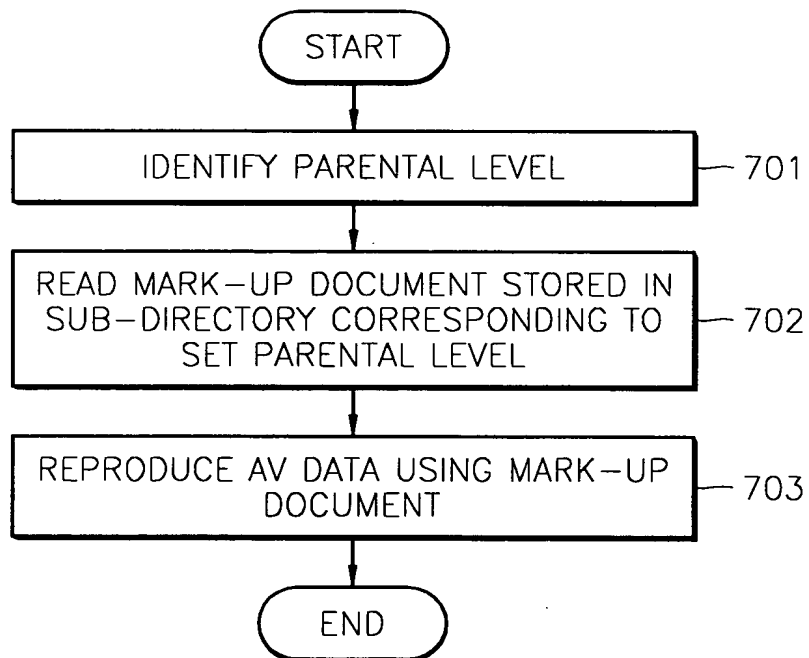 START
IDENTIFY PARENTAL LEVEL
701
READ MARK-UP DOCUMENT STORED IN
SUB-DIRECTORY CORRESPONDING TO
SET PARENTAL LEVEL
702
REPRODUCE AV DATA USING MARK-UP
DOCUMENT
703
END